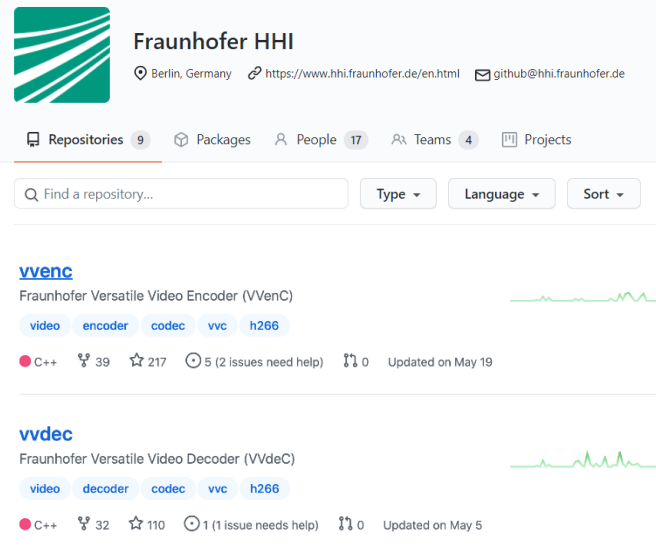 Fraunhofer HHI
Berlin, Germany https://www.hhi.fraunhofer.de/en.html github@hhi.fraunhofer.de
Repositories 9 Packages People 17 Teams 4 Projects
Find a repository... Type Language Sort
vvenc
Fraunhofer Versatile Video Encoder (VVenC)
video encoder codec vvc h266
C++ 39 217 5 (2 issues need help) 0 Updated on May 19
vvdec
Fraunhofer Versatile Video Decoder (VVdeC)
video decoder codec vvc h266
C++ 32 110 1 (1 issue needs help) 0 Updated on May 5